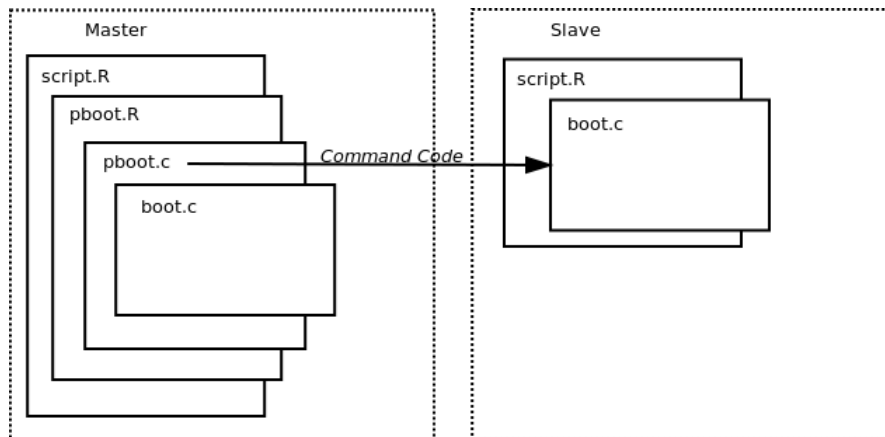 Master
script.R
pboot.R
pboot.c
boot.c
Command Code
Slave
script.R
boot.c